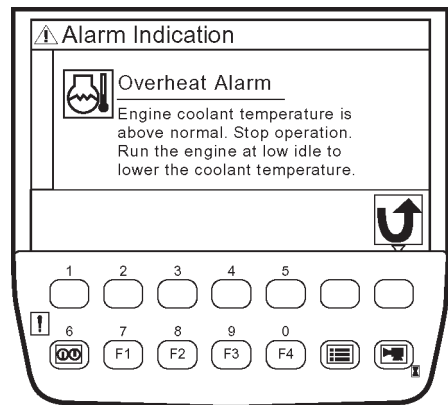 Alarm Indication
Overheat Alarm
Engine coolant temperature is
above normal. Stop operation.
Run the engine at low idle to
lower the coolant temperature.
1 2 3 4 5
6 7 8 9 0
F1 F2 F3 F4